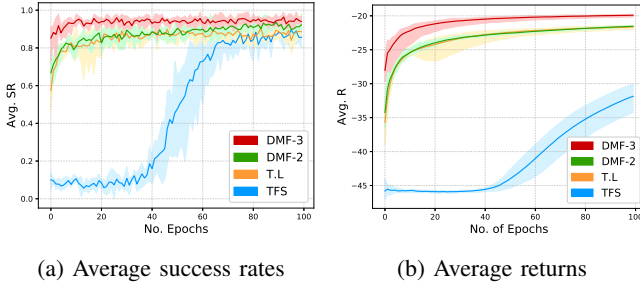 1.0
0.8
0.6
0.4
0.2
0.0
Avg. SR
0 20 40 60 80 100
No. Epochs
DMF-3
DMF-2
T.L
TFS
(a) Average success rates
R
−20
−25
−30
−35
−40
−45
Avg. R
0 20 40 60 80 100
No. of Epochs
DMF-3
DMF-2
T.L
TFS
(b) Average returns